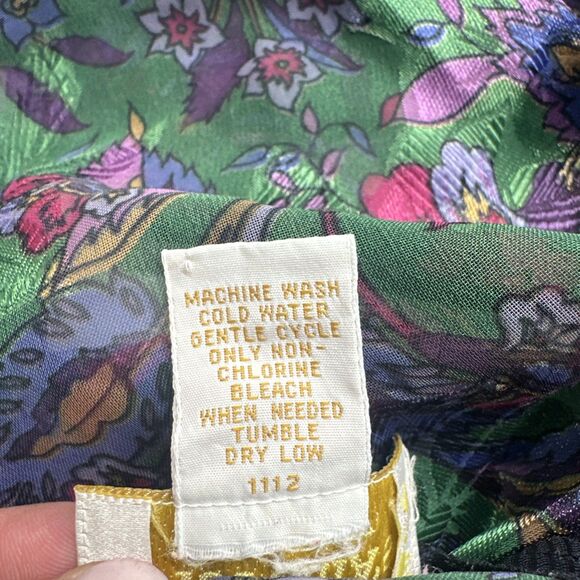 MACHINE WASH
COLD WATER
GENTLE CYCLE
ONLY NON-
CHLORINE
BLEACH
WHEN NEEDED
TUMBLE
DRY LOW
1112